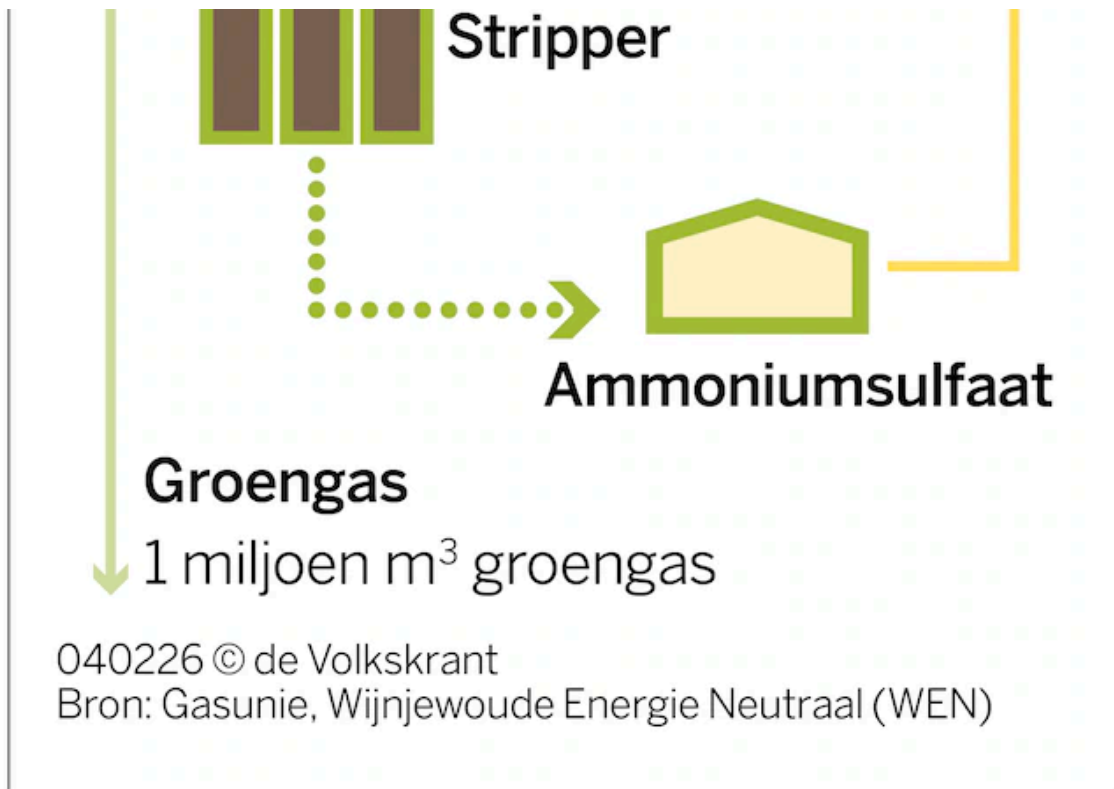 Stripper
Ammoniumsulfaat
Groengas
1 miljoen m³ groengas
040226 © de Volkskrant
Bron: Gasunie, Wijnjewoude Energie Neutraal (WEN)